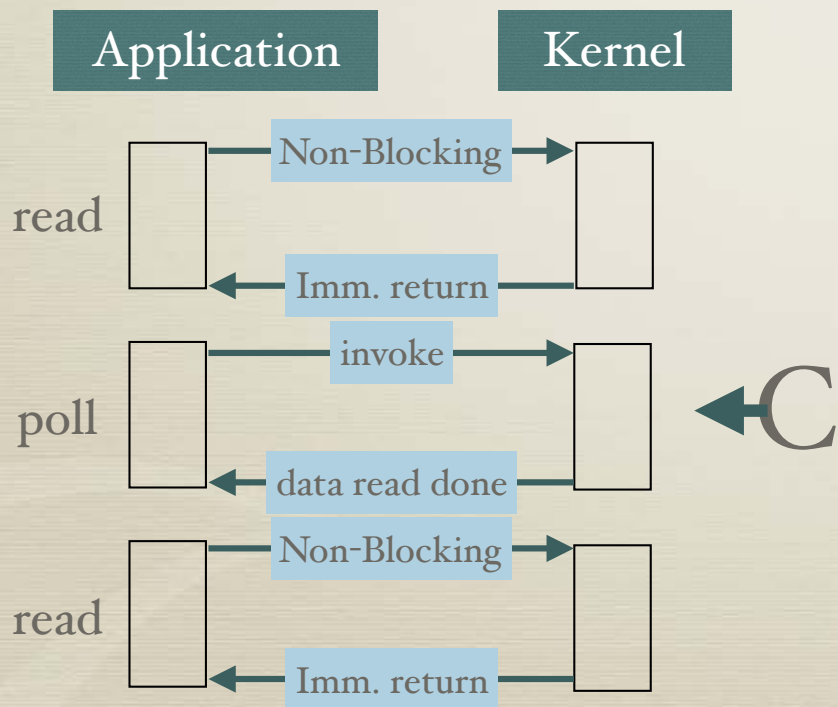 Application
Kernel
read
Non-Blocking
Imm. return
poll
invoke
data read done
read
Non-Blocking
Imm. return
C